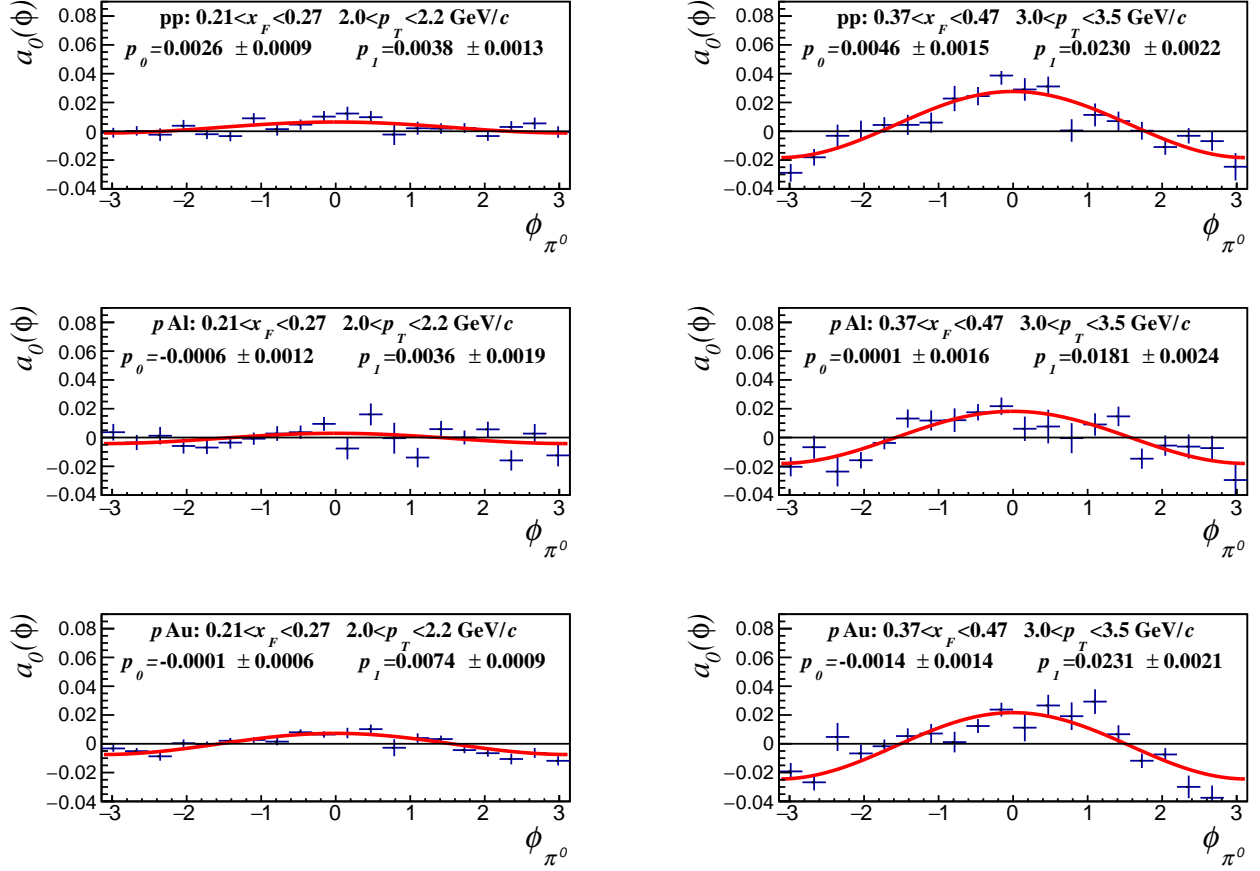 pp: 0.21<x_F<0.27 2.0<p_T<2.2 GeV/c
p_0=0.0026 ± 0.0009 p_1=0.0038 ± 0.0013
a_0(ϕ)
0.08
0.06
0.04
0.02
0
−0.02
−0.04
−3 −2 −1 0 1 2 3
ϕ_π⁰
pp: 0.37<x_F<0.47 3.0<p_T<3.5 GeV/c
p_0=0.0046 ± 0.0015 p_1=0.0230 ± 0.0022
a_0(ϕ)
0.08
0.06
0.04
0.02
0
−0.02
−0.04
−3 −2 −1 0 1 2 3
ϕ_π⁰
p Al: 0.21<x_F<0.27 2.0<p_T<2.2 GeV/c
p_0=-0.0006 ± 0.0012 p_1=0.0036 ± 0.0019
a_0(ϕ)
0.08
0.06
0.04
0.02
0
−0.02
−0.04
−3 −2 −1 0 1 2 3
ϕ_π⁰
p Al: 0.37<x_F<0.47 3.0<p_T<3.5 GeV/c
p_0=0.0001 ± 0.0016 p_1=0.0181 ± 0.0024
a_0(ϕ)
0.08
0.06
0.04
0.02
0
−0.02
−0.04
−3 −2 −1 0 1 2 3
ϕ_π⁰
p Au: 0.21<x_F<0.27 2.0<p_T<2.2 GeV/c
p_0=-0.0001 ± 0.0006 p_1=0.0074 ± 0.0009
a_0(ϕ)
0.08
0.06
0.04
0.02
0
−0.02
−0.04
−3 −2 −1 0 1 2 3
ϕ_π⁰
p Au: 0.37<x_F<0.47 3.0<p_T<3.5 GeV/c
p_0=-0.0014 ± 0.0014 p_1=0.0231 ± 0.0021
a_0(ϕ)
0.08
0.06
0.04
0.02
0
−0.02
−0.04
−3 −2 −1 0 1 2 3
ϕ_π⁰